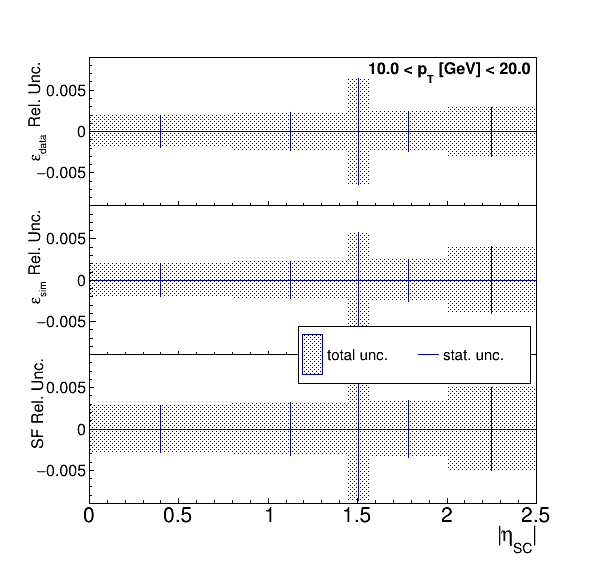 10.0 < p_T [GeV] < 20.0
ε_data Rel. Unc.
0.005
0
−0.005
ε_sim Rel. Unc.
0.005
0
−0.005
total unc. stat. unc.
SF Rel. Unc.
0.005
0
−0.005
0 0.5 1 1.5 2 2.5
|η_SC|